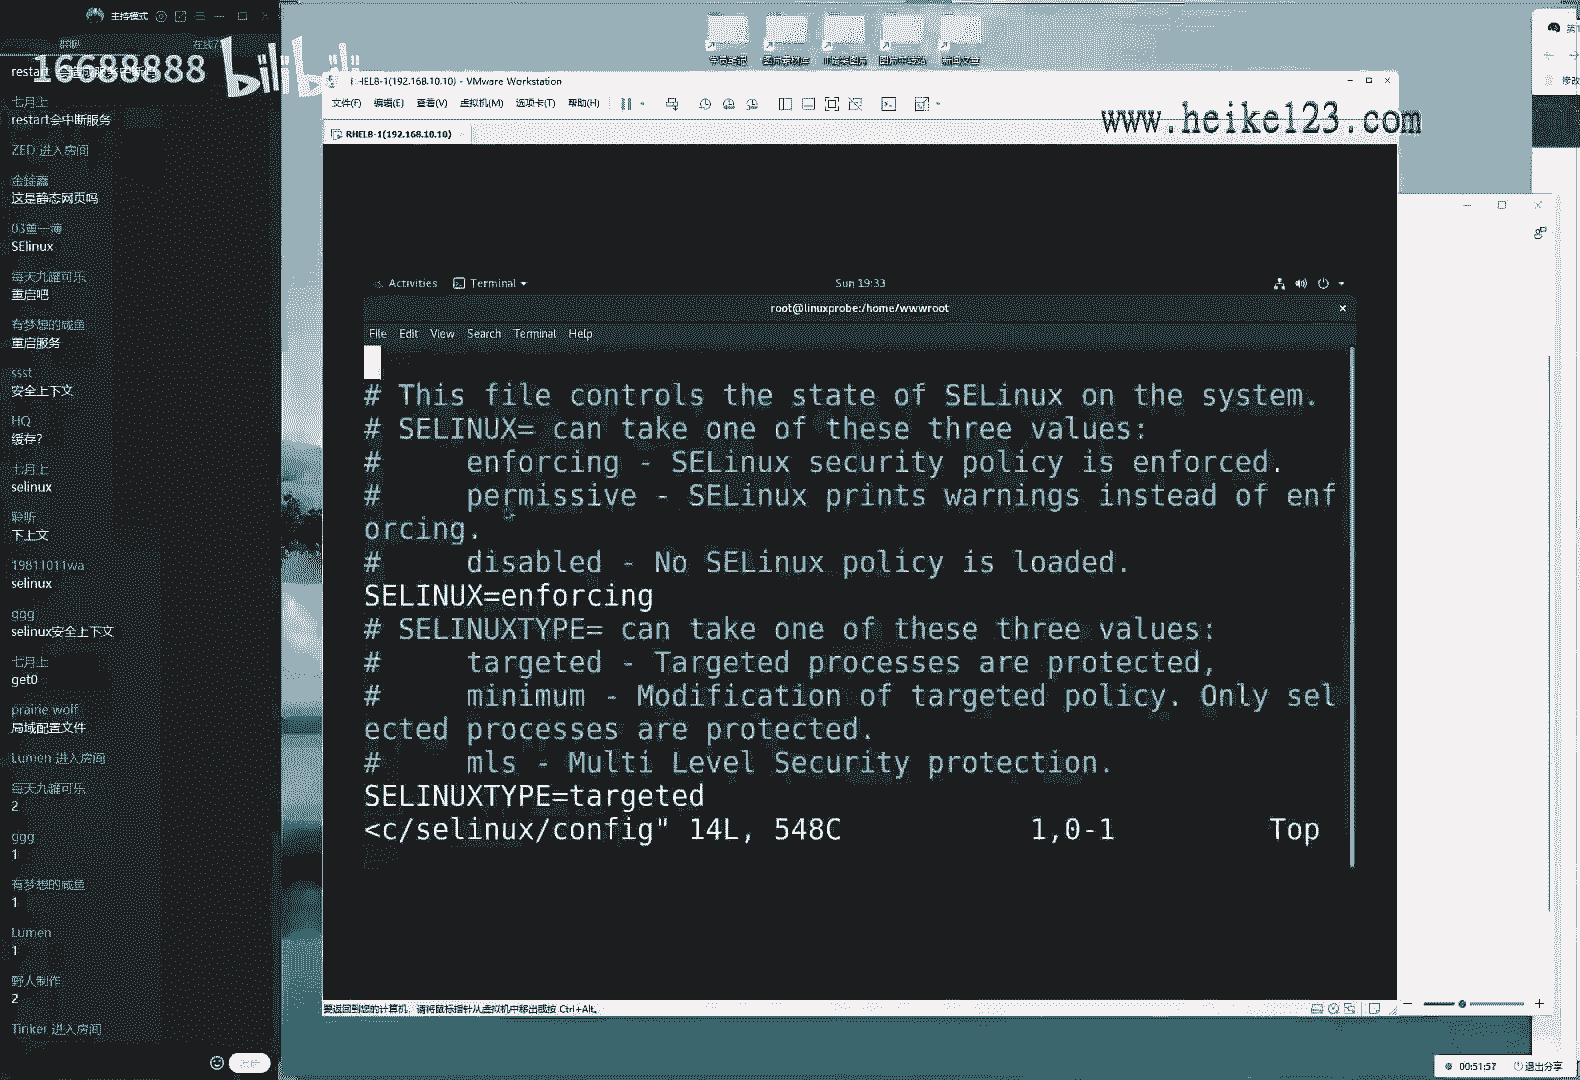 主持模式
16688888
bilibili
restart
七月上
restart会中断服务
ZED 进入房间
金鑫鑫
这是静态网页吗
SElinux
每天九罐可乐
重启吧
有梦想的咸鱼
重启服务
ssst
安全上下文
HQ
缓存?
七月上
selinux
聆听
下上文
19811011wa
selinux
ggg
selinux安全上下文
七月上
get0
prairie wolf
局域配置文件
Lumen 进入房间
每天九罐可乐
2
ggg
1
有梦想的咸鱼
1
Lumen
1
野人制作
2
Tinker 进入房间
RHEL8-1(192.168.10.10) - VMware Workstation
文件(F) 编辑(E) 查看(V) 虚拟机(M) 选项卡(T) 帮助(H)
www.heike123.com
RHEL8-1(192.168.10.10)
Activities Terminal Sun 19:33
root@linuxprobe:/home/wwwroot
File Edit View Search Terminal Help
# This file controls the state of SELinux on the system.
# SELINUX= can take one of these three values:
# enforcing - SELinux security policy is enforced.
# permissive - SELinux prints warnings instead of enf
orcing.
# disabled - No SELinux policy is loaded.
SELINUX=enforcing
# SELINUXTYPE= can take one of these three values:
# targeted - Targeted processes are protected,
# minimum - Modification of targeted policy. Only sel
ected processes are protected.
# mls - Multi Level Security protection.
SELINUXTYPE=targeted
<c/selinux/config" 14L, 548C 1,0-1 Top
要返回到您的计算机，请将鼠标指针从虚拟机中移出或按 Ctrl+Alt。
00:51:57 退出分享